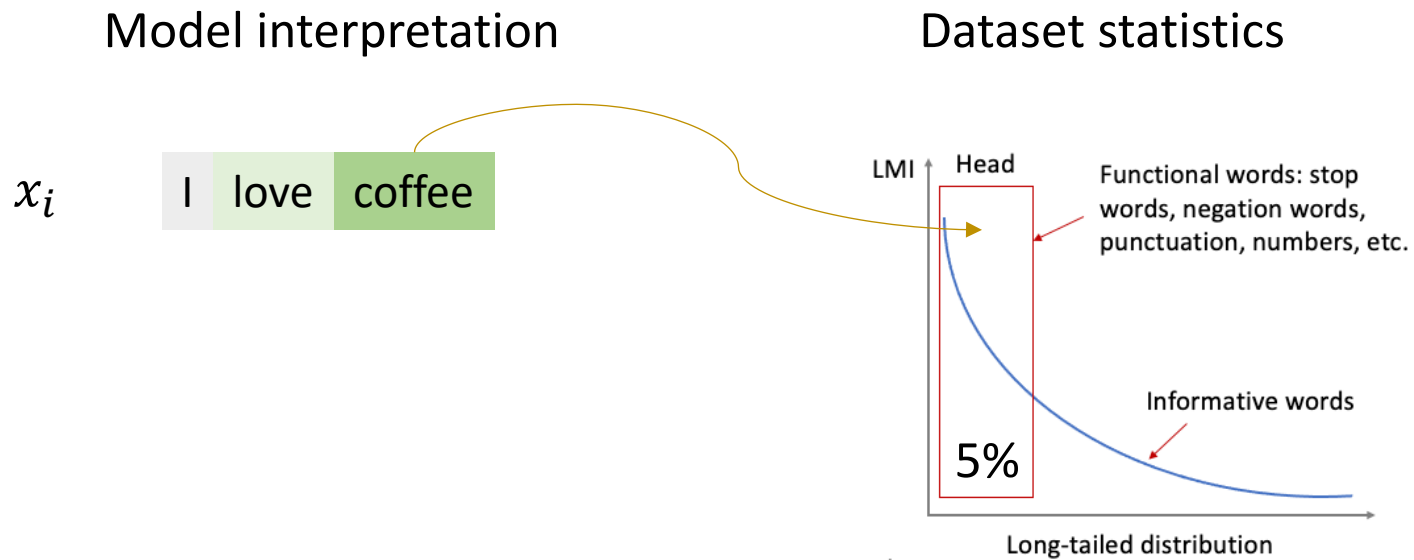 Model interpretation
Dataset statistics
𝑥ᵢ
I love coffee
LMI
Head
Functional words: stop
words, negation words,
punctuation, numbers, etc.
Informative words
5%
Long-tailed distribution